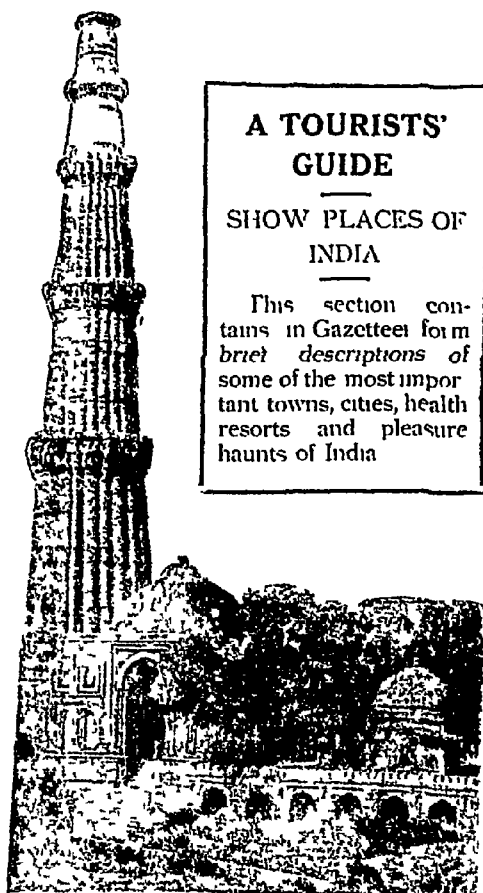 A TOURISTS'
GUIDE
SHOW PLACES OF
INDIA
This section con-
tains in Gazetteer form
brief descriptions of
some of the most impor
tant towns, cities, health
resorts and pleasure
haunts of India